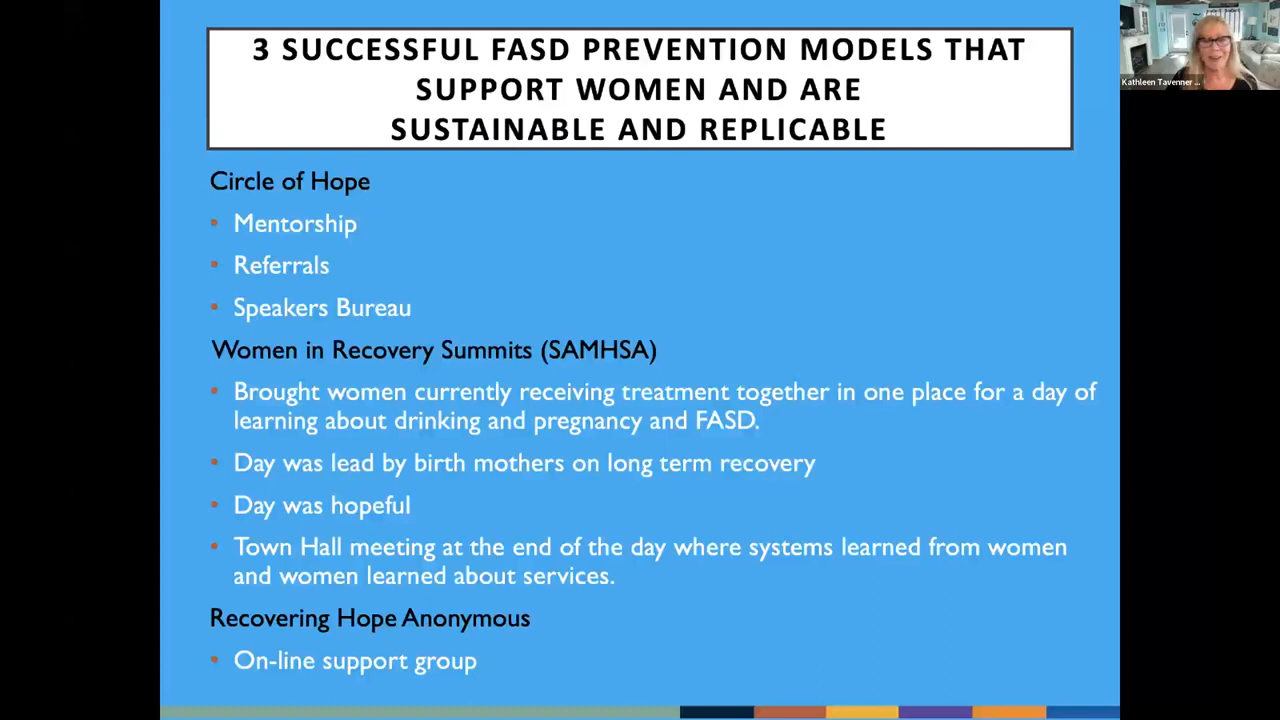 3 SUCCESSFUL FASD PREVENTION MODELS THAT
SUPPORT WOMEN AND ARE
SUSTAINABLE AND REPLICABLE
Kathleen Tavenner ...
Circle of Hope
• Mentorship
• Referrals
• Speakers Bureau
Women in Recovery Summits (SAMHSA)
• Brought women currently receiving treatment together in one place for a day of
learning about drinking and pregnancy and FASD.
• Day was lead by birth mothers on long term recovery
• Day was hopeful
• Town Hall meeting at the end of the day where systems learned from women
and women learned about services.
Recovering Hope Anonymous
• On-line support group